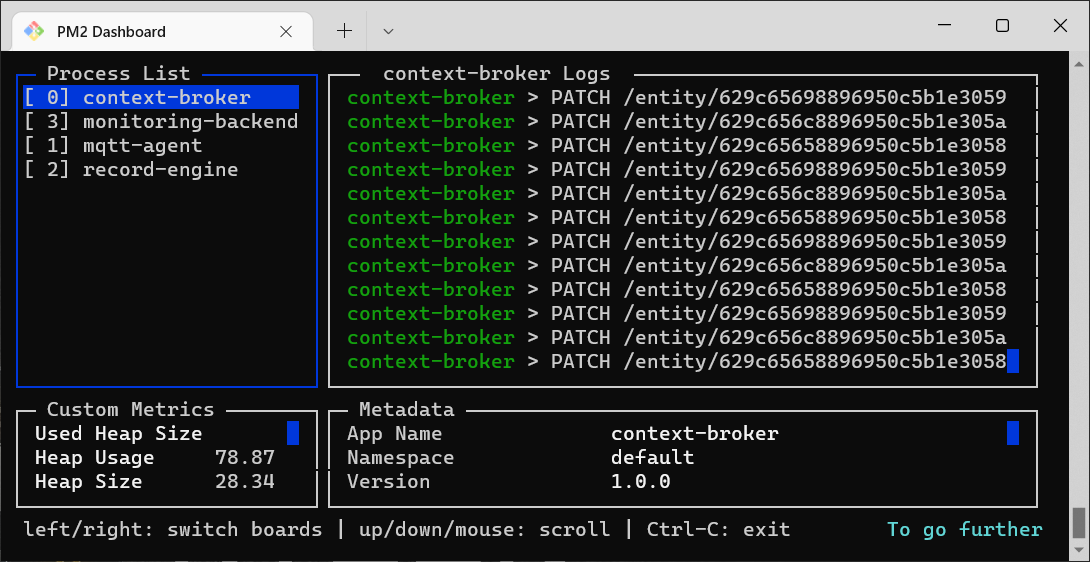 PM2 Dashboard
Process List
[ 0] context-broker
[ 3] monitoring-backend
[ 1] mqtt-agent
[ 2] record-engine
context-broker Logs
context-broker > PATCH /entity/629c65698896950c5b1e3059
context-broker > PATCH /entity/629c656c8896950c5b1e305a
context-broker > PATCH /entity/629c65658896950c5b1e3058
context-broker > PATCH /entity/629c65698896950c5b1e3059
context-broker > PATCH /entity/629c656c8896950c5b1e305a
context-broker > PATCH /entity/629c65658896950c5b1e3058
context-broker > PATCH /entity/629c65698896950c5b1e3059
context-broker > PATCH /entity/629c656c8896950c5b1e305a
context-broker > PATCH /entity/629c65658896950c5b1e3058
context-broker > PATCH /entity/629c65698896950c5b1e3059
context-broker > PATCH /entity/629c656c8896950c5b1e305a
context-broker > PATCH /entity/629c65658896950c5b1e3058
Custom Metrics
Used Heap Size
Heap Usage 78.87
Heap Size 28.34
Metadata
App Name context-broker
Namespace default
Version 1.0.0
left/right: switch boards | up/down/mouse: scroll | Ctrl-C: exit To go further